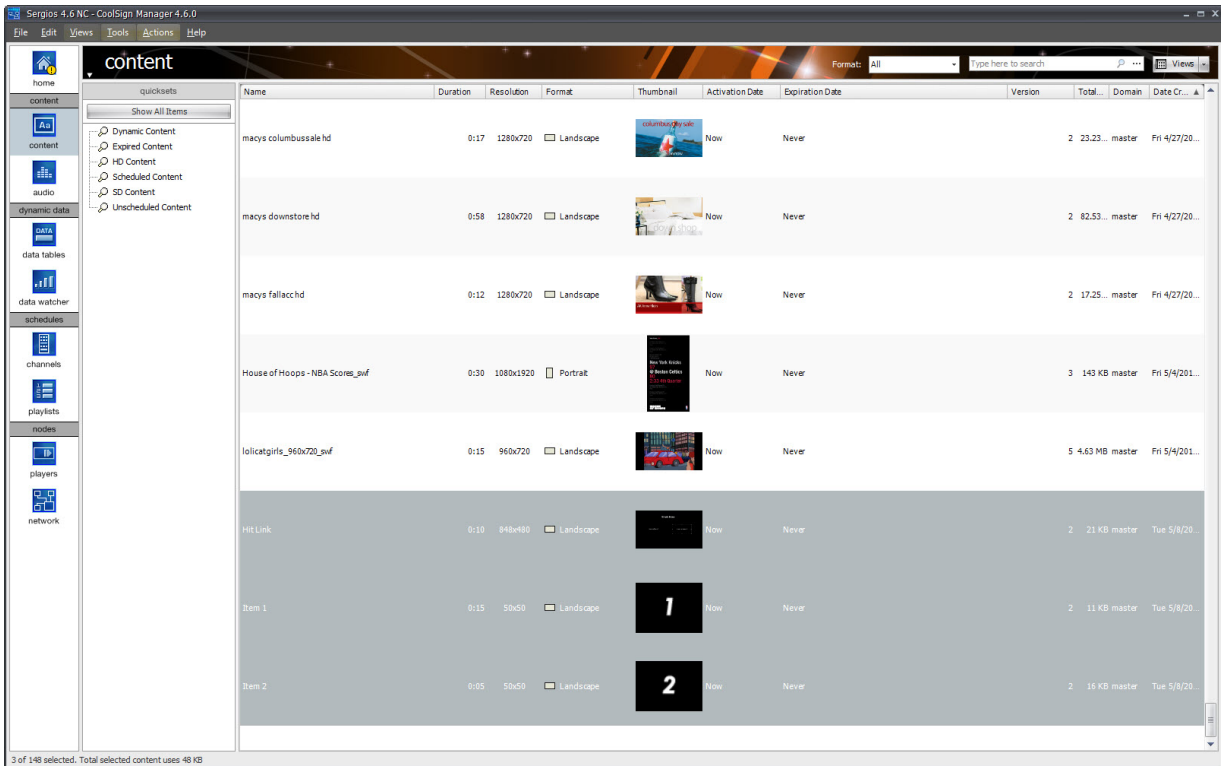 Sergios 4.6 NC - CoolSign Manager 4.6.0
File Edit Views Tools Actions Help
home
content
content
audio
dynamic data
data tables
data watcher
schedules
channels
playlists
nodes
players
network
content
Format: All Type here to search ... Views
quicksets
Show All Items
Dynamic Content
Expired Content
HD Content
Scheduled Content
SD Content
Unscheduled Content
Name Duration Resolution Format Thumbnail Activation Date Expiration Date Version Total... Domain Date Cr...
macys columbussale hd 0:17 1280x720 Landscape columbus day sale Now Never 2 23.23... master Fri 4/27/20...
macys downstore hd 0:58 1280x720 Landscape Now Never 2 82.53... master Fri 4/27/20...
macys fallacc hd 0:12 1280x720 Landscape Now Never 2 17.25... master Fri 4/27/20...
House of Hoops - NBA Scores_swf 0:30 1080x1920 Portrait New York Knicks @ Boston Celtics Now Never 3 143 KB master Fri 5/4/201...
lolicatgirls_960x720_swf 0:15 960x720 Landscape Now Never 5 4.63 MB master Fri 5/4/201...
Hit Link 0:10 848x480 Landscape Now Never 2 21 KB master Tue 5/8/20...
Item 1 0:15 50x50 Landscape 1 Now Never 2 11 KB master Tue 5/8/20...
Item 2 0:05 50x50 Landscape 2 Now Never 2 16 KB master Tue 5/8/20...
3 of 148 selected. Total selected content uses 48 KB